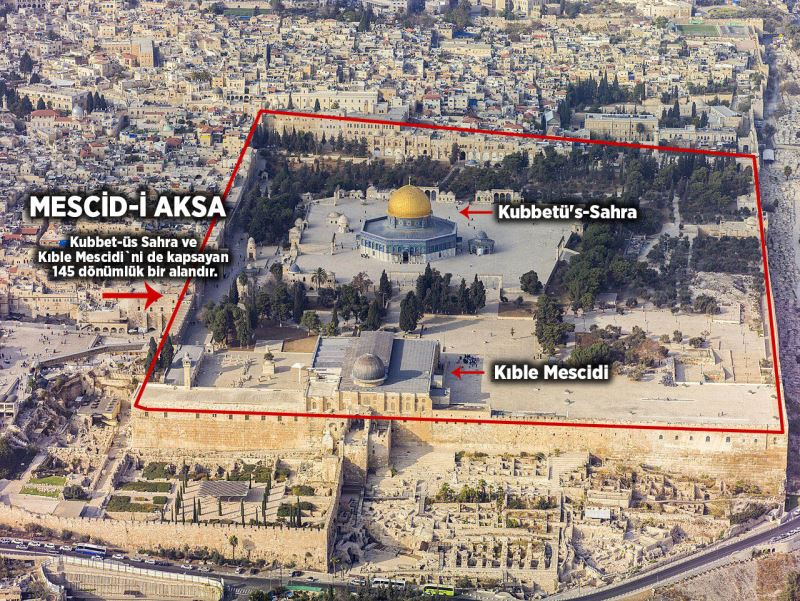 MESCİD-İ AKSA
Kubbet-üs Sahra ve
Kıble Mescidi`ni de kapsayan
145 dönümlük bir alandır.
Kubbetü's-Sahra
Kıble Mescidi